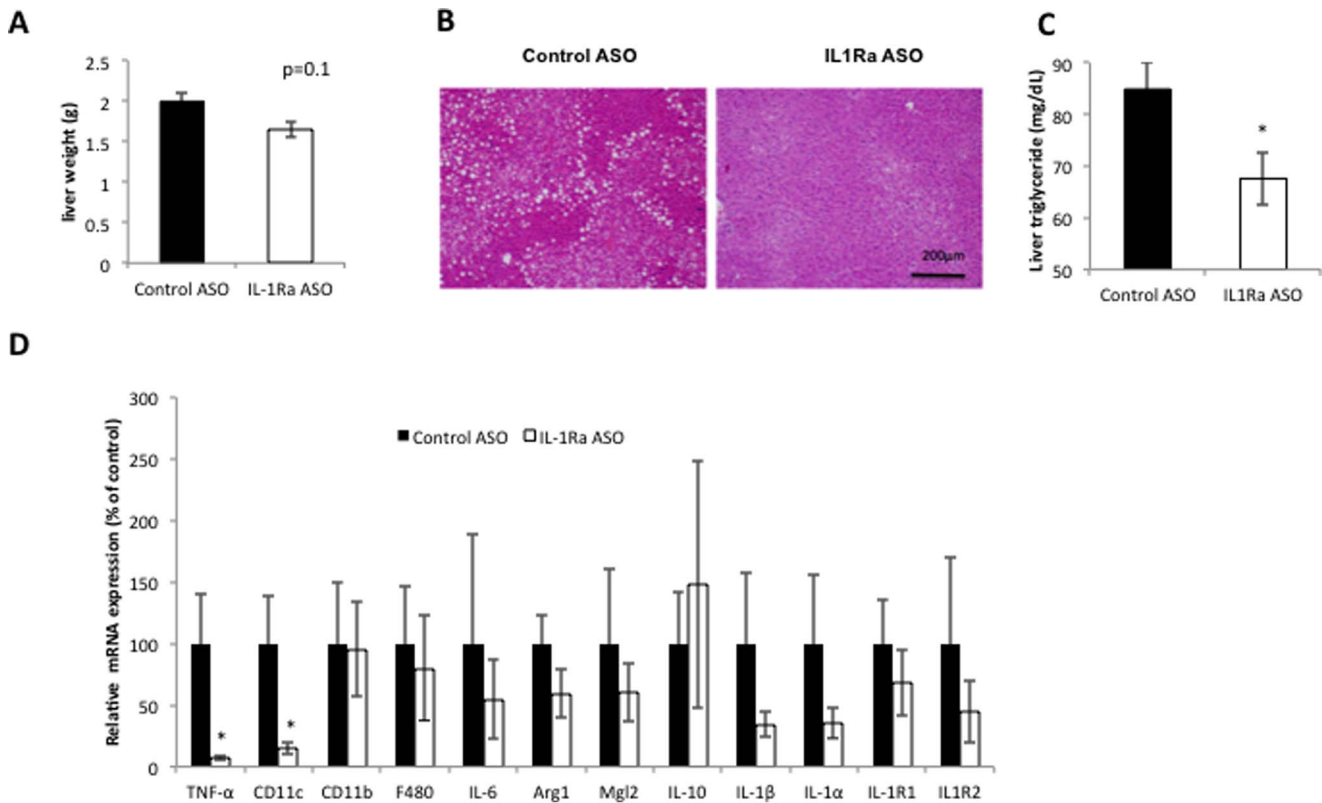 A
liver weight (g)
2.5
2
1.5
1
0.5
0
p=0.1
Control ASO IL-1Ra ASO
B
Control ASO IL1Ra ASO
200µm
C
Liver triglyceride (mg/dL)
90
80
70
60
50
*
Control ASO IL1Ra ASO
D
Relative mRNA expression (% of control)
300
250
200
150
100
50
0
Control ASO IL-1Ra ASO
* *
TNF-α CD11c CD11b F480 IL-6 Arg1 Mgl2 IL-10 IL-1β IL-1α IL-1R1 IL1R2